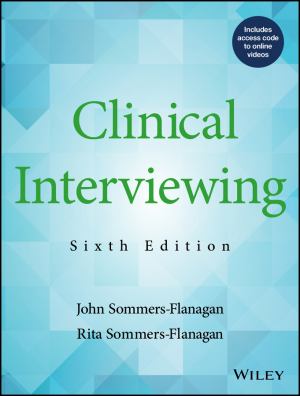 Includes
access code
to online
videos
Clinical
Interviewing
Sixth Edition
John Sommers-Flanagan
Rita Sommers-Flanagan
WILEY